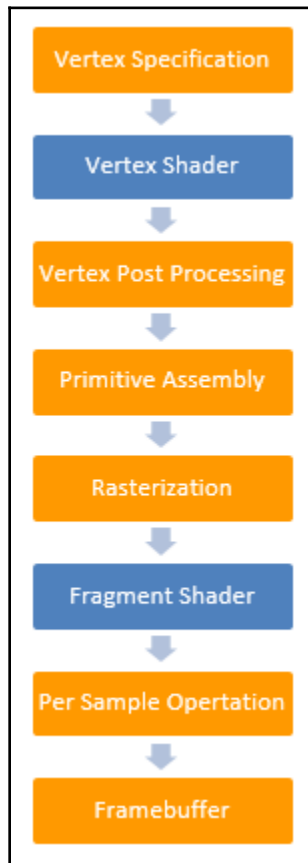 Vertex Specification
Vertex Shader
Vertex Post Processing
Primitive Assembly
Rasterization
Fragment Shader
Per Sample Opertation
Framebuffer